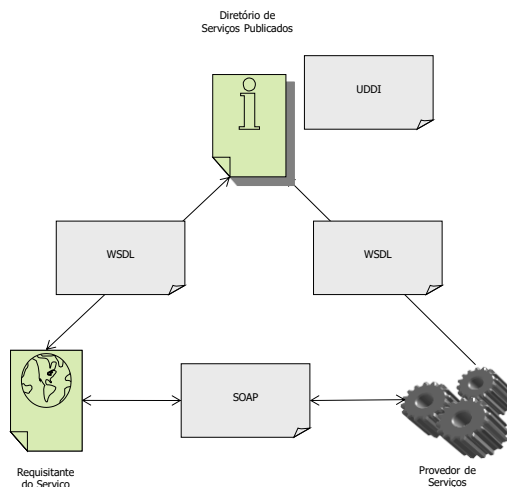 Diretório de
Serviços Publicados
UDDI
WSDL
WSDL
SOAP
Requisitante
do Serviço
Provedor de
Serviços